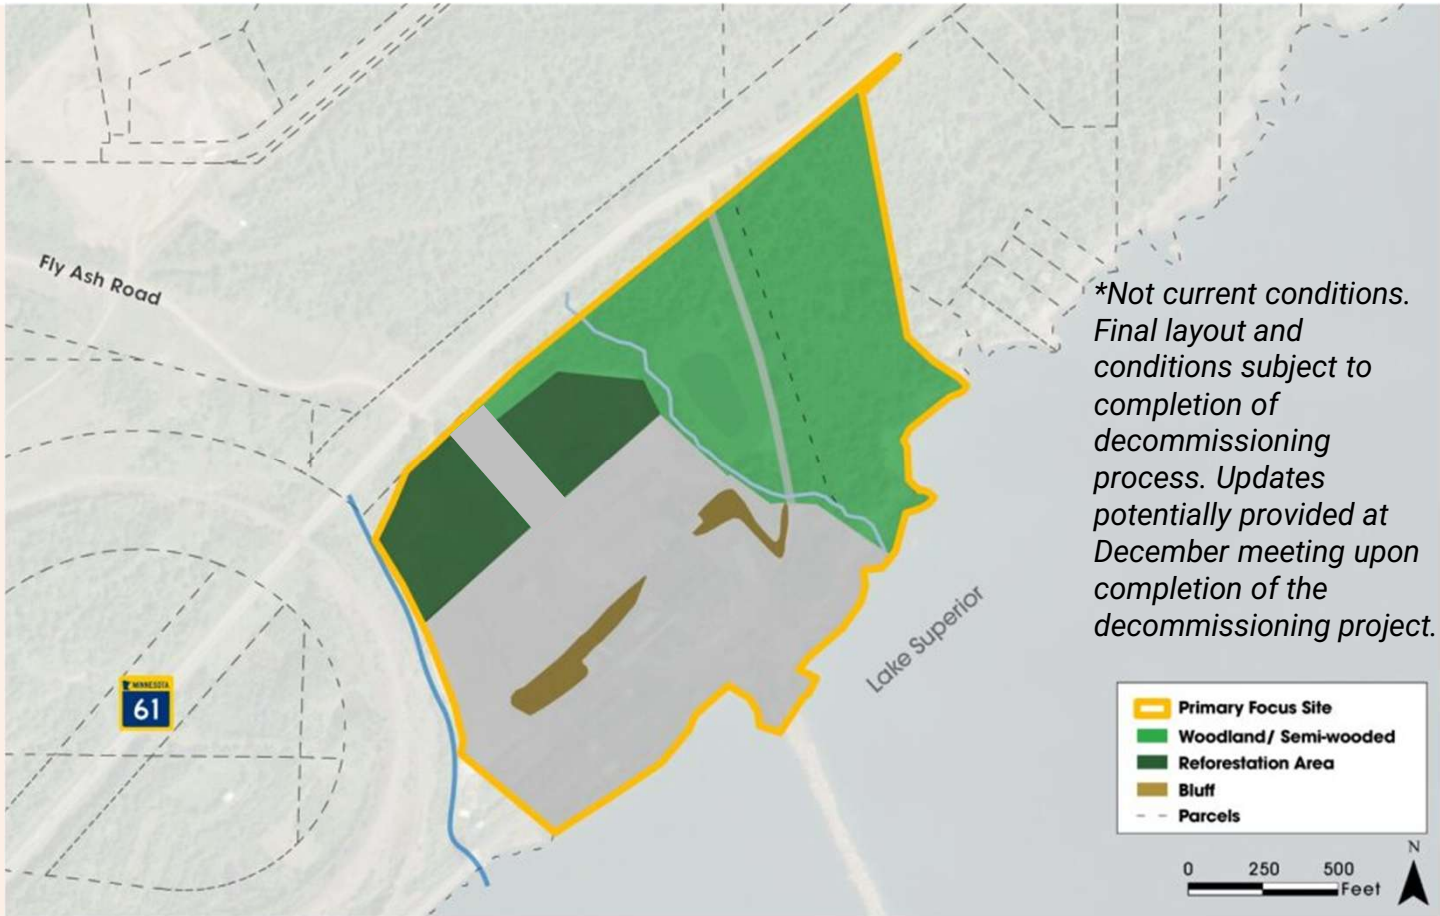 Fly Ash Road
*Not current conditions.
Final layout and
conditions subject to
completion of
decommissioning
process. Updates
potentially provided at
December meeting upon
completion of the
decommissioning project.
Lake Superior
MINNESOTA
61
Primary Focus Site
Woodland/ Semi-wooded
Reforestation Area
Bluff
Parcels
N
0 250 500
Feet